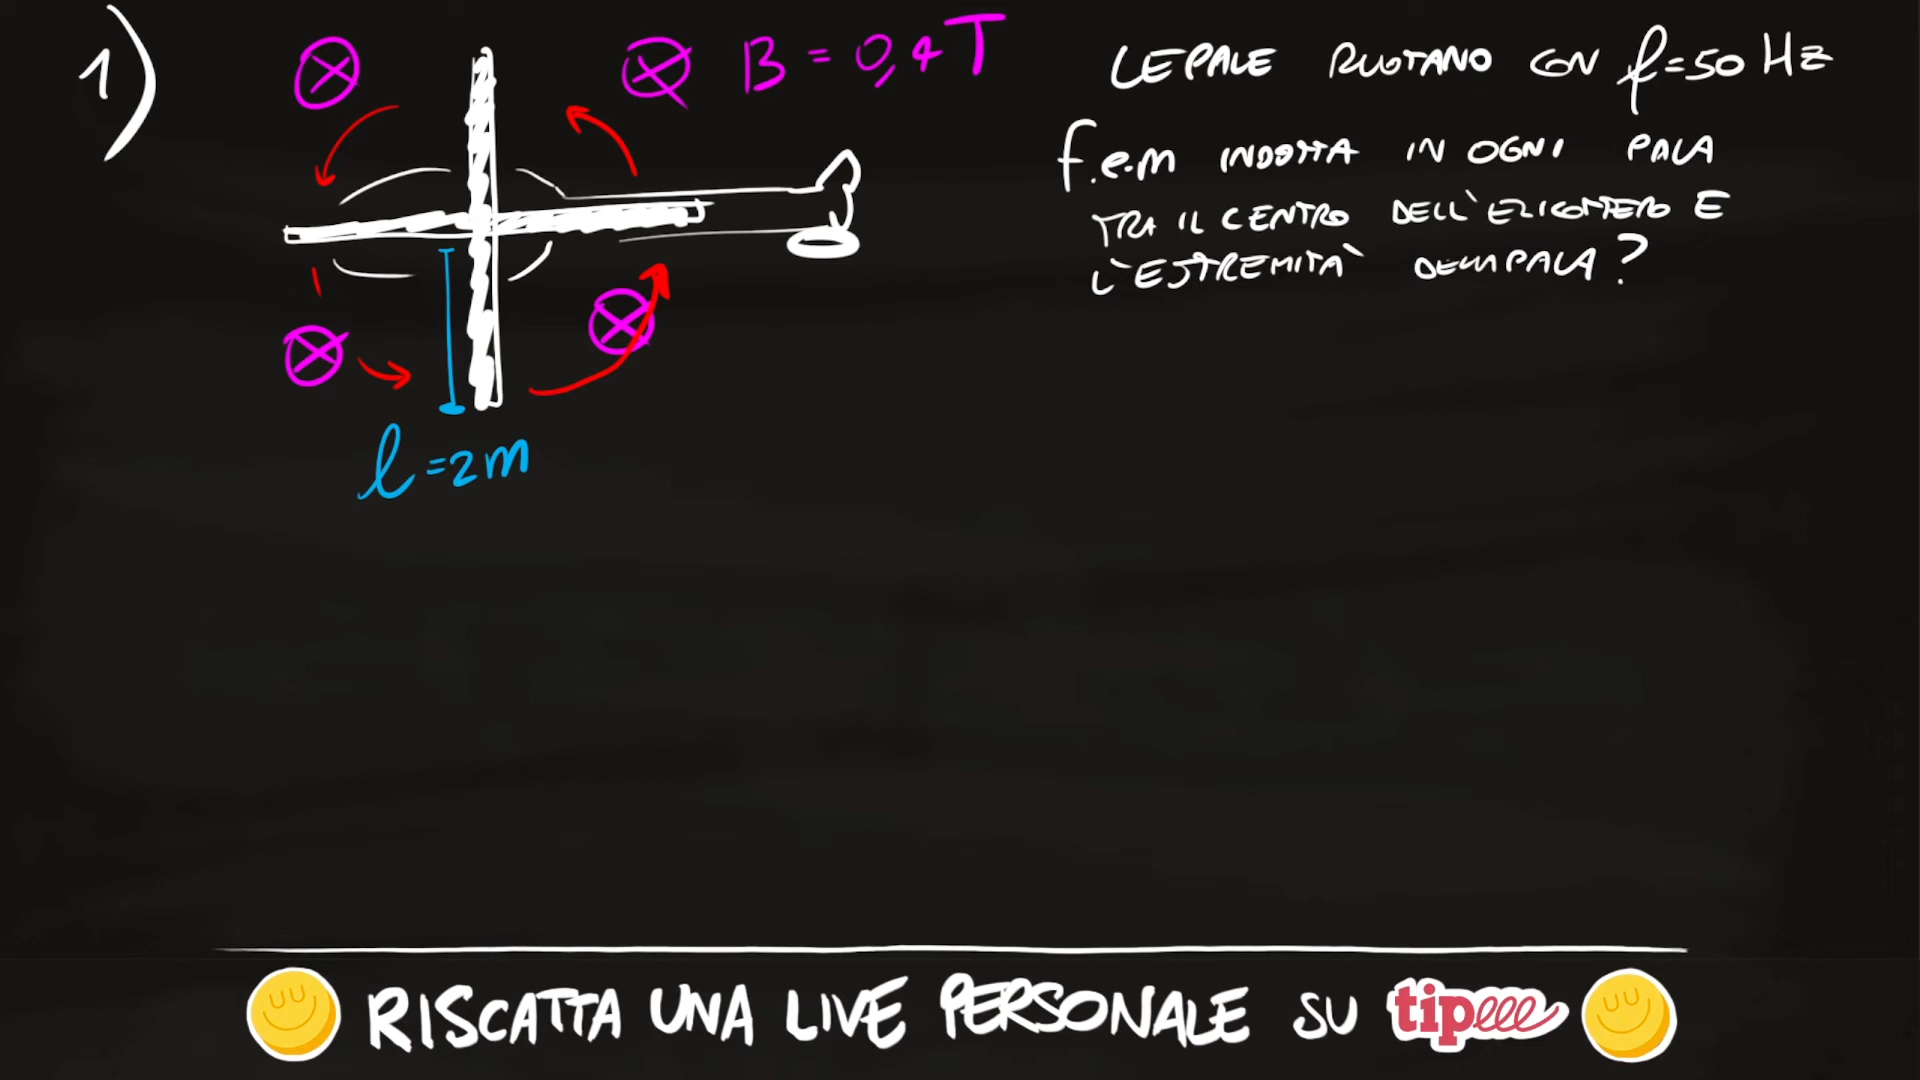 1)
B = 0,4T
l = 2m
LE PALE RUOTANO CON f = 50 Hz
f.e.m INDOTTA IN OGNI PALA
TRA IL CENTRO DELL'ELICOTTERO E
L'ESTREMITÀ DELLA PALA?
RISCATTA UNA LIVE PERSONALE SU tipeee